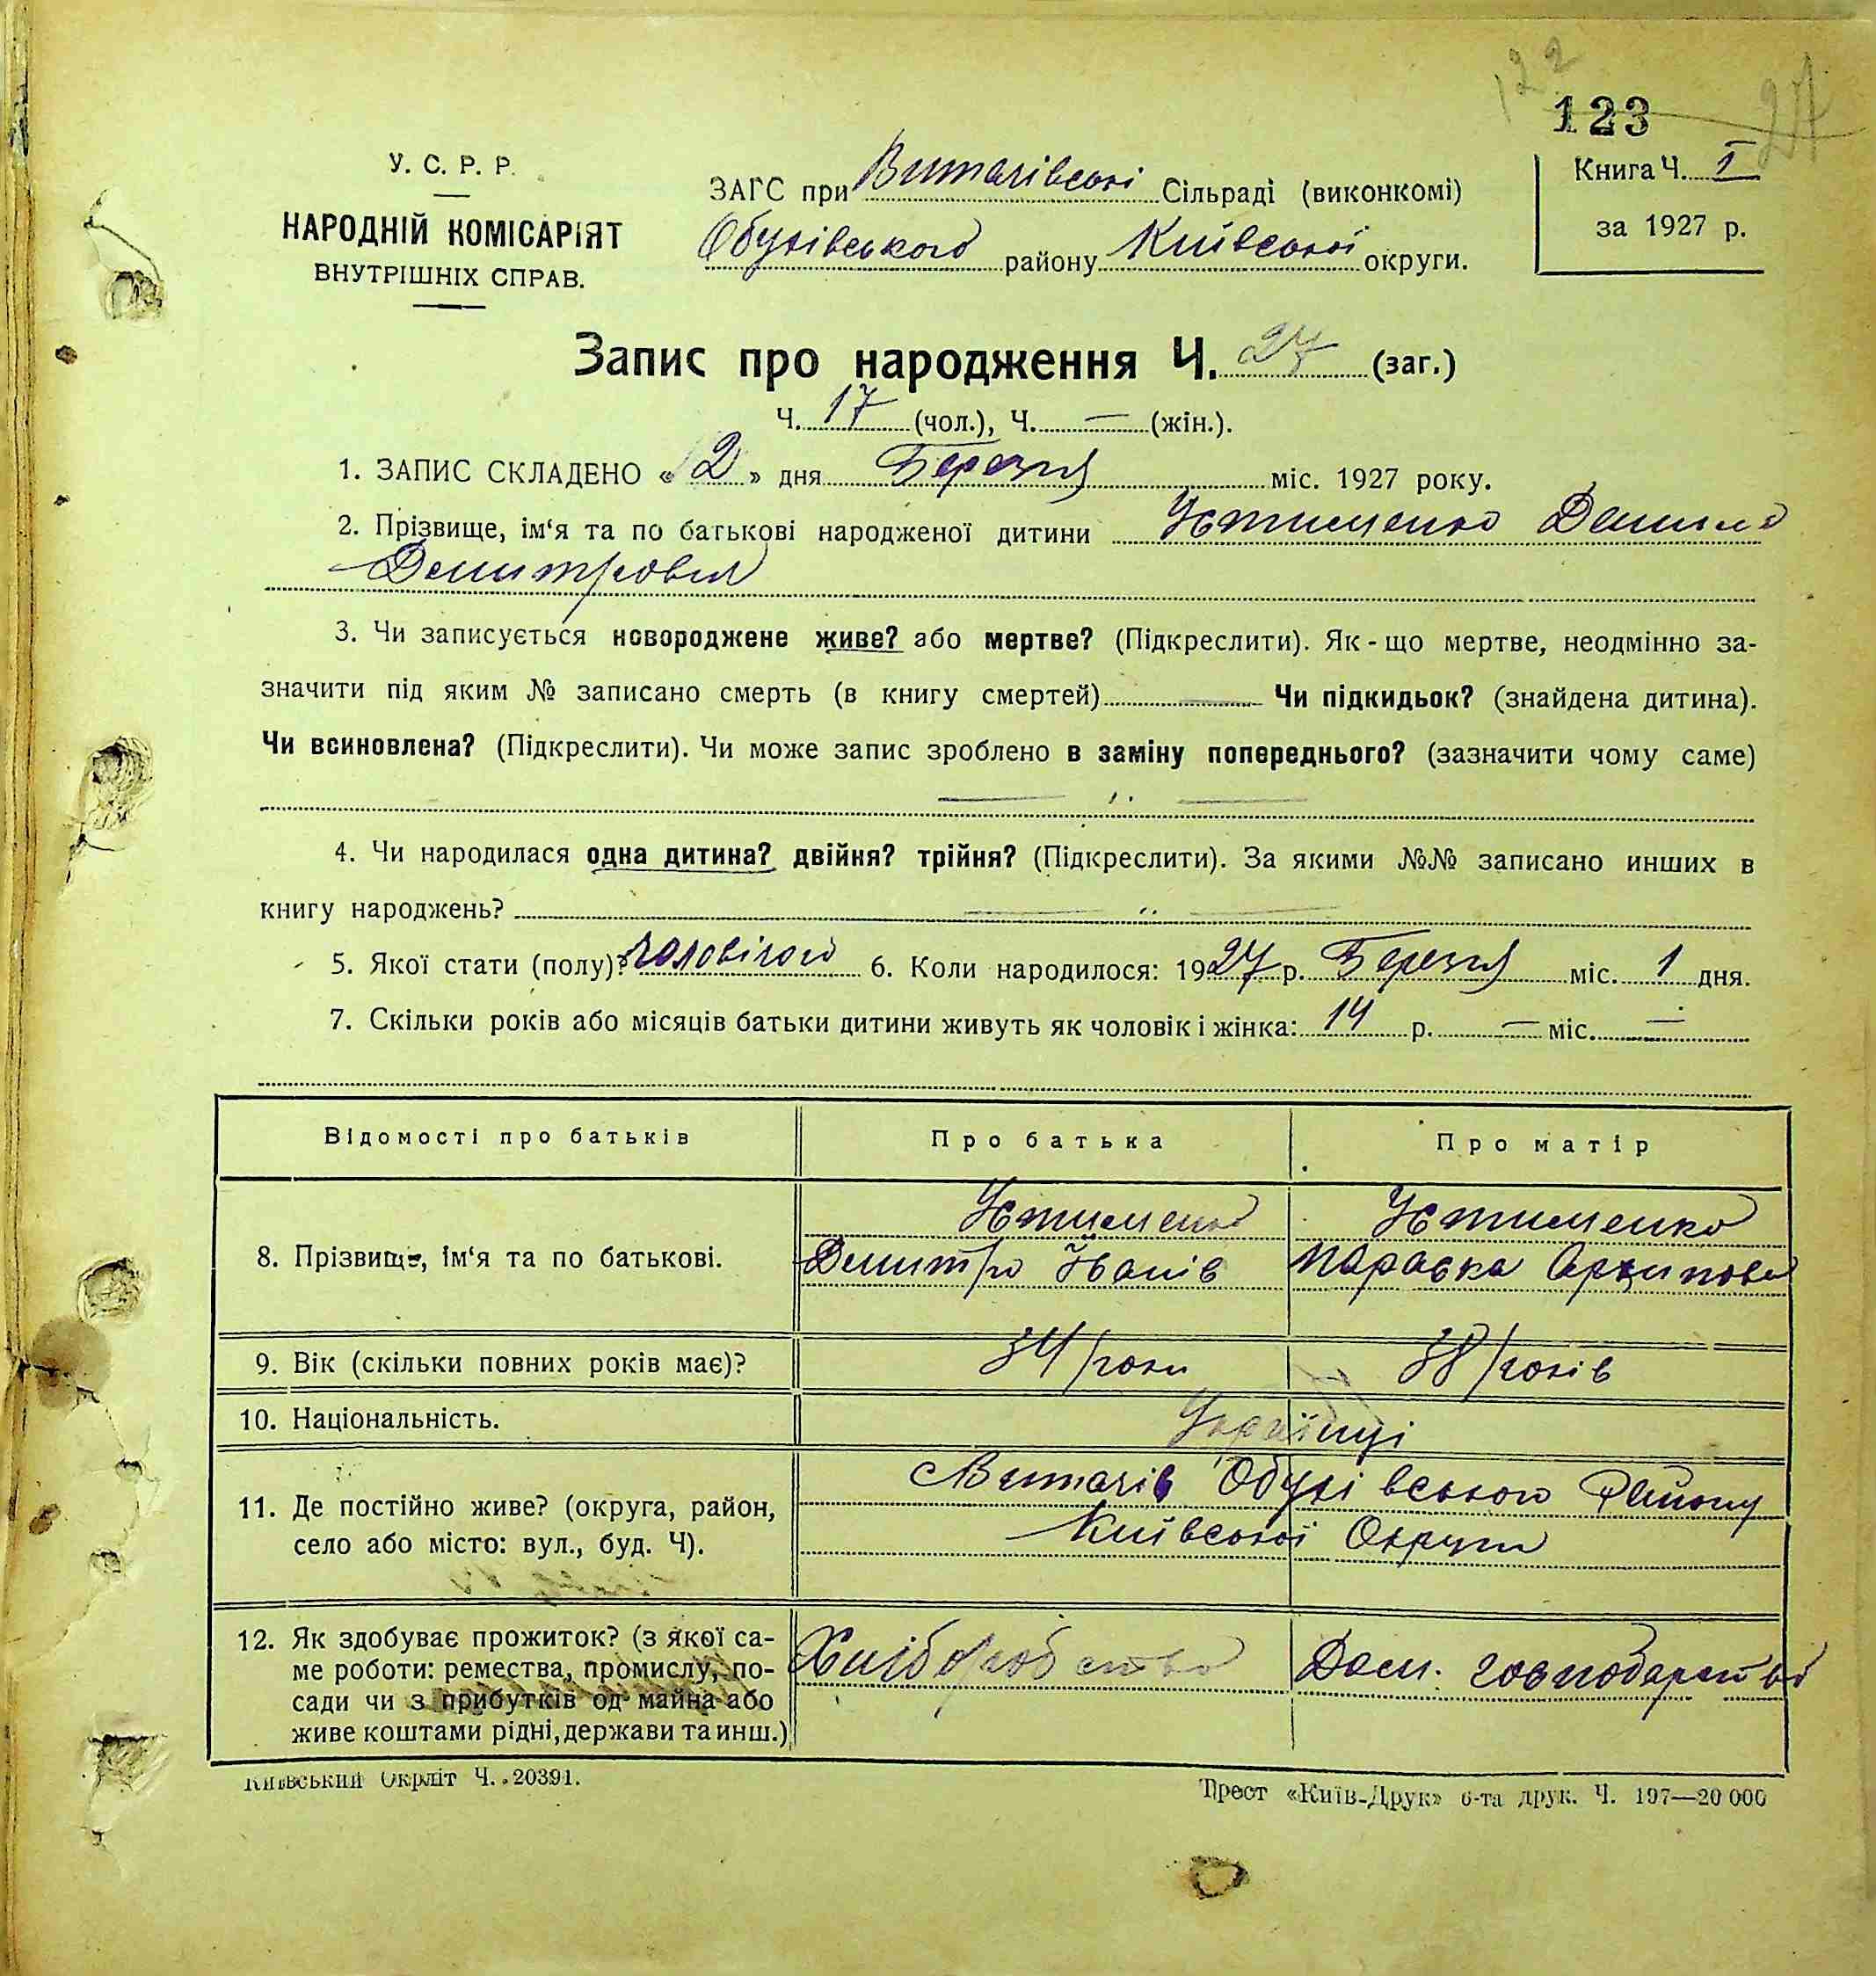 122
123
27
У. С. Р. Р.
НАРОДНІЙ КОМІСАРІЯТ
ВНУТРІШНІХ СПРАВ.
ЗАГС при Витачівські Сільраді (виконкомі)
Обухівського району Київської округи.
Книга Ч. I
за 1927 р.
Запис про народження Ч. 27 (заг.)
Ч. 17 (чол.), Ч. — (жін.).
1. ЗАПИС СКЛАДЕНО « 2 » дня Березня міс. 1927 року.
2. Прізвище, ім‘я та по батькові народженої дитини Устименко Данило
Дмитрович
3. Чи записується новороджене живе? або мертве? (Підкреслити). Як-що мертве, неодмінно за-
значити під яким № записано смерть (в книгу смертей) — Чи підкидьок? (знайдена дитина).
Чи всиновлена? (Підкреслити). Чи може запис зроблено в заміну попереднього? (зазначити чому саме)
— ,, —
4. Чи народилася одна дитина? двійня? трійня? (Підкреслити). За якими №№ записано инших в
книгу народжень? — ,, —
5. Якої стати (полу)? чоловічого 6. Коли народилося: 1927 р. Березня міс. 1 дня.
7. Скільки років або місяців батьки дитини живуть як чоловік і жінка: 14 р. — міс. —
Відомості про батьків Про батька Про матір
8. Прізвище, ім‘я та по батькові.
Устименко
Дмитро Іванів
Устименко
Параска Архипова
9. Вік (скільки повних років має)? 34 роки 38 років
10. Національність. Українці
11. Де постійно живе? (округа, район,
село або місто: вул., буд. Ч).
Витачів Обухівського Району
Київської Округи
12. Як здобуває прожиток? (з якої са-
ме роботи: ремества, промислу, по-
сади чи з прибутків од майна або
живе коштами рідні, держави та инш.)
Хліборобство
Дом. господарство
Київський Окрліт Ч. 20391.
Трест «Київ-Друк» 6-та друк. Ч. 197—20 000